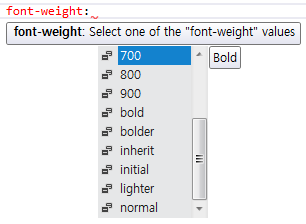 font-weight:
font-weight: Select one of the "font-weight" values
700 Bold
800
900
bold
bolder
inherit
initial
lighter
normal